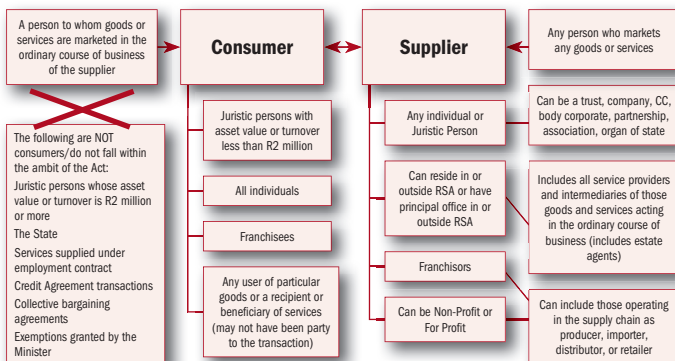 A person to whom goods or
services are marketed in the
ordinary course of business
of the supplier
Consumer
Supplier
Any person who markets
any goods or services
The following are NOT
consumers/do not fall within
the ambit of the Act:
Juristic persons whose asset
value or turnover is R2 million
or more
The State
Services supplied under
employment contract
Credit Agreement transactions
Collective bargaining
agreements
Exemptions granted by the
Minister
Juristic persons with
asset value or turnover
less than R2 million
All individuals
Franchisees
Any user of particular
goods or a recipient or
beneficiary of services
(may not have been party
to the transaction)
Any individual or
Juristic Person
Can reside in or
outside RSA or have
principal office in or
outside RSA
Franchisors
Can be Non-Profit or
For Profit
Can be a trust, company, CC,
body corporate, partnership,
association, organ of state
Includes all service providers
and intermediaries of those
goods and services acting
in the ordinary course of
business (includes estate
agents)
Can include those operating
in the supply chain as
producer, importer,
distributor, or retailer